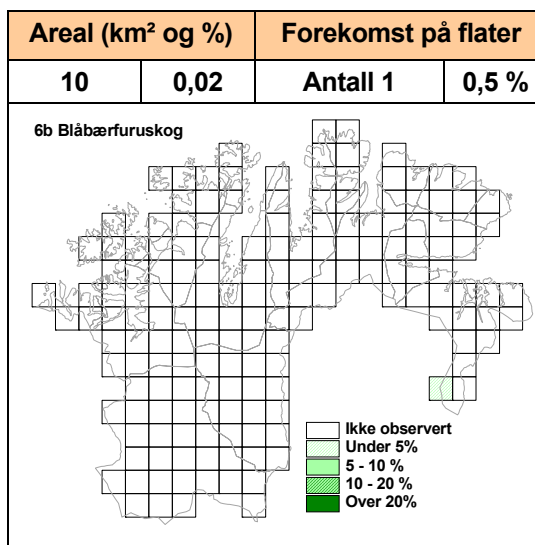 Areal (km² og %) Forekomst på flater
10 0,02 Antall 1 0,5 %
6b Blåbærfuruskog
Ikke observert
Under 5%
5 - 10 %
10 - 20 %
Over 20%